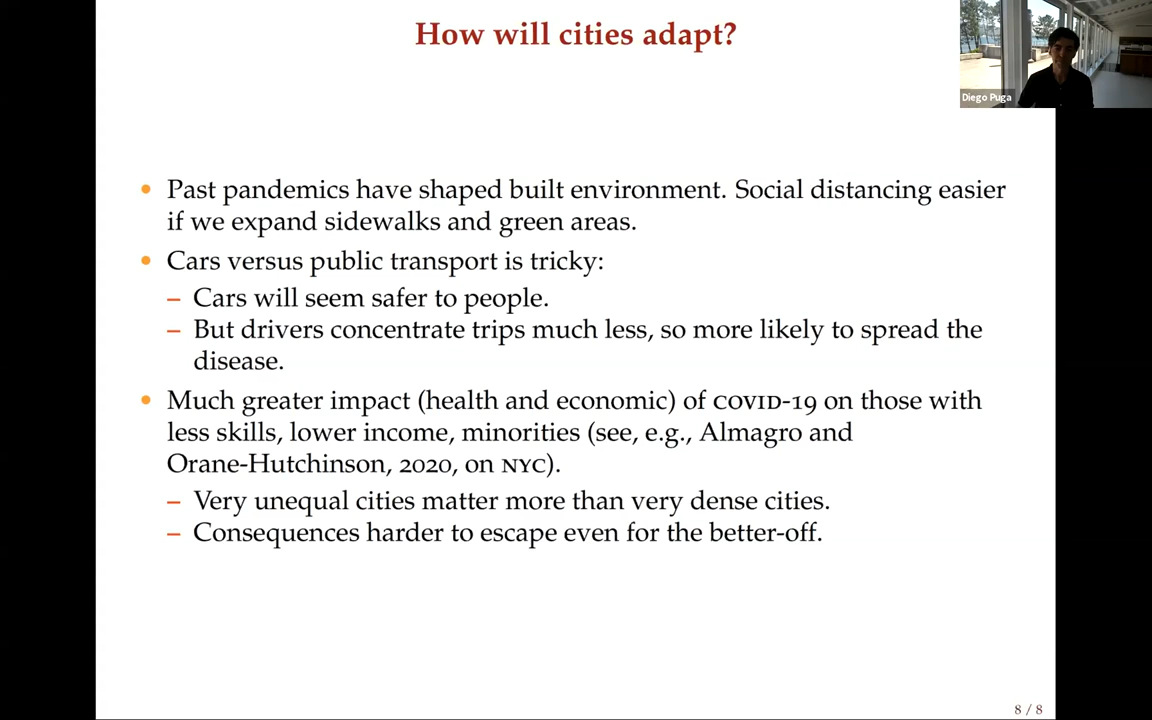 How will cities adapt?
Diego Puga
• Past pandemics have shaped built environment. Social distancing easier
if we expand sidewalks and green areas.
• Cars versus public transport is tricky:
– Cars will seem safer to people.
– But drivers concentrate trips much less, so more likely to spread the
disease.
• Much greater impact (health and economic) of COVID-19 on those with
less skills, lower income, minorities (see, e.g., Almagro and
Orane-Hutchinson, 2020, on NYC).
– Very unequal cities matter more than very dense cities.
– Consequences harder to escape even for the better-off.
8 / 8